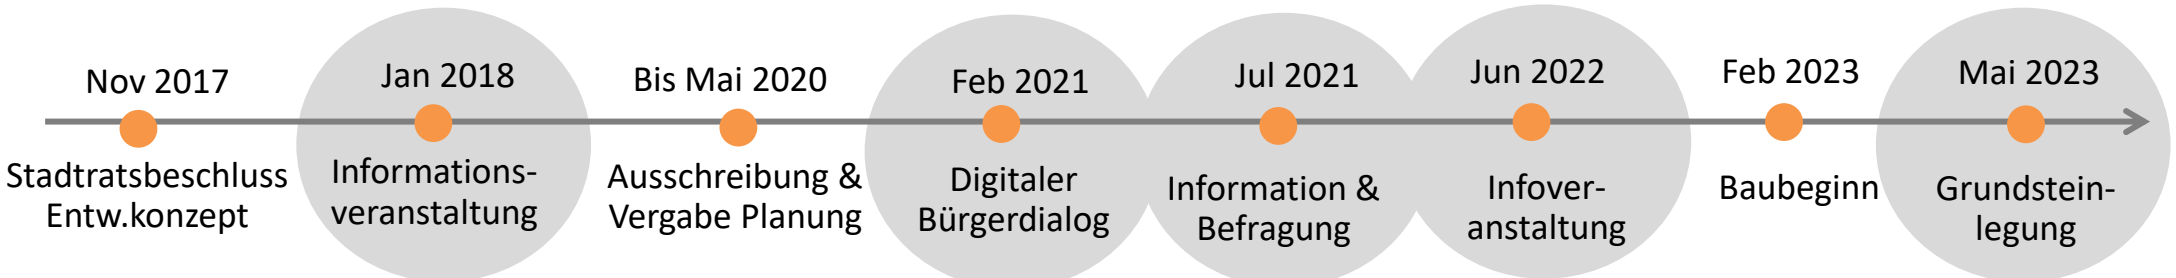 Nov 2017
Stadtratsbeschluss
Entw.konzept
Jan 2018
Informations-
veranstaltung
Bis Mai 2020
Ausschreibung &
Vergabe Planung
Feb 2021
Digitaler
Bürgerdialog
Jul 2021
Information &
Befragung
Jun 2022
Infover-
anstaltung
Feb 2023
Baubeginn
Mai 2023
Grundstein-
legung